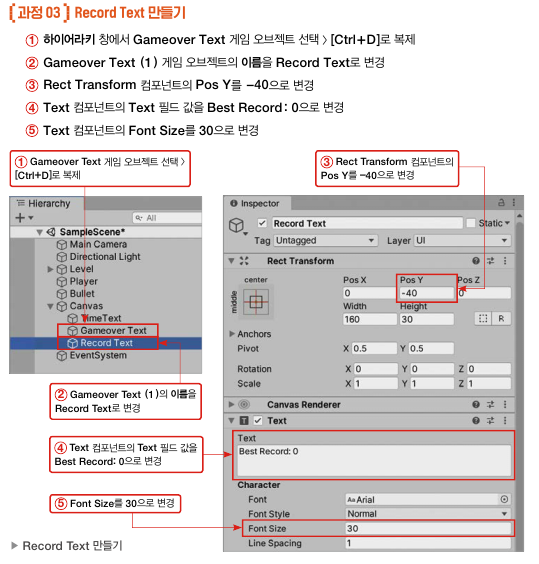 [과정 03] Record Text 만들기
① 하이어라키 창에서 Gameover Text 게임 오브젝트 선택 > [Ctrl+D]로 복제
② Gameover Text (1) 게임 오브젝트의 이름을 Record Text로 변경
③ Rect Transform 컴포넌트의 Pos Y를 -40으로 변경
④ Text 컴포넌트의 Text 필드 값을 Best Record: 0으로 변경
⑤ Text 컴포넌트의 Font Size를 30으로 변경
① Gameover Text 게임 오브젝트 선택 >
[Ctrl+D]로 복제
③ Rect Transform 컴포넌트의
Pos Y를 -40으로 변경
Hierarchy
All
SampleScene*
Main Camera
Directional Light
Level
Player
Bullet
Canvas
TimeText
Gameover Text
Record Text
EventSystem
② Gameover Text (1)의 이름을
Record Text로 변경
④ Text 컴포넌트의 Text 필드 값을
Best Record: 0으로 변경
⑤ Font Size를 30으로 변경
Inspector
Record Text Static
Tag Untagged Layer UI
Rect Transform
center Pos X Pos Y Pos Z
middle 0 -40 0
Width Height
160 30 R
Anchors
Pivot X 0.5 Y 0.5
Rotation X 0 Y 0 Z 0
Scale X 1 Y 1 Z 1
Canvas Renderer
Text
Text
Best Record: 0
Character
Font Aa Arial
Font Style Normal
Font Size 30
Line Spacing 1
▶ Record Text 만들기